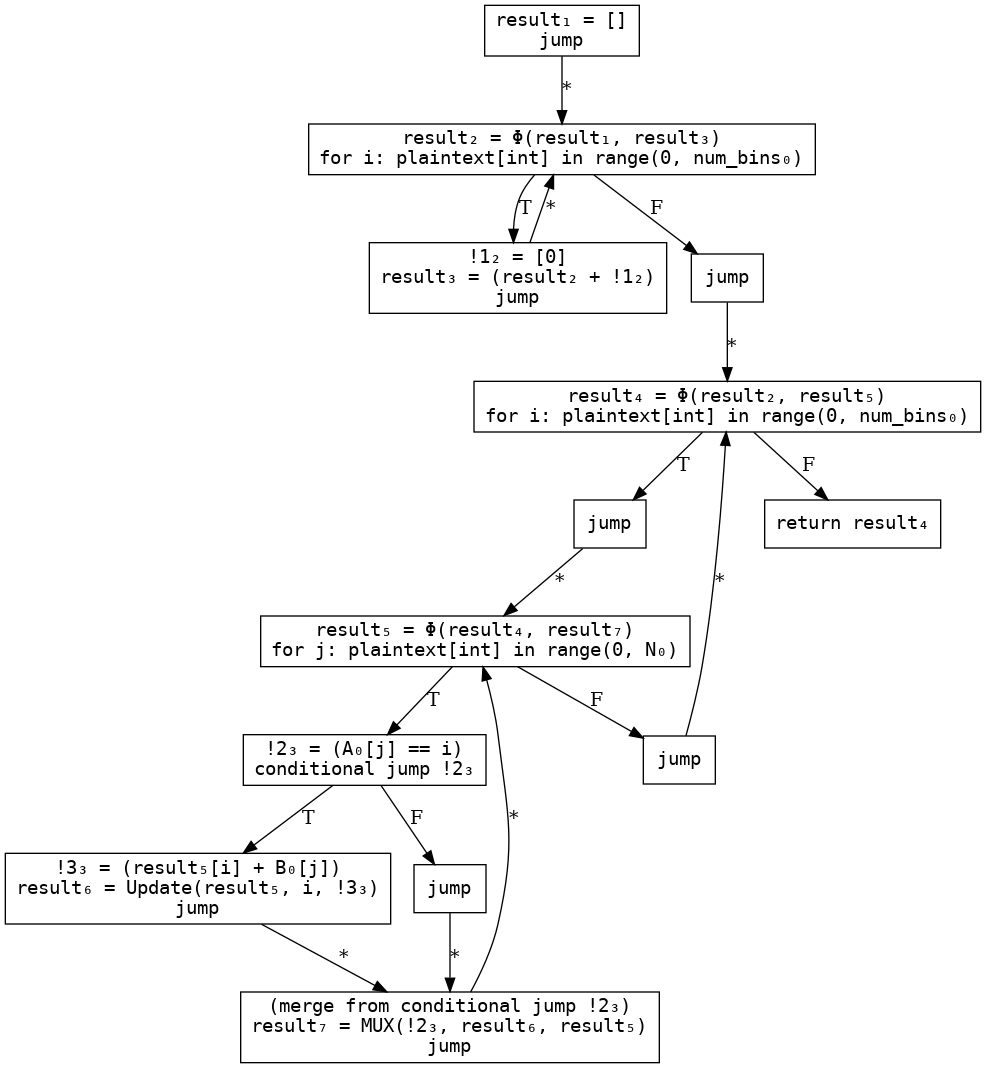 result₁ = []
jump
*
result₂ = Φ(result₁, result₃)
for i: plaintext[int] in range(0, num_bins₀)
T
*
F
!1₂ = [0]
result₃ = (result₂ + !1₂)
jump
jump
*
result₄ = Φ(result₂, result₅)
for i: plaintext[int] in range(0, num_bins₀)
T
F
jump
return result₄
*
*
result₅ = Φ(result₄, result₇)
for j: plaintext[int] in range(0, N₀)
T
F
!2₃ = (A₀[j] == i)
conditional jump !2₃
jump
T
F
*
!3₃ = (result₅[i] + B₀[j])
result₆ = Update(result₅, i, !3₃)
jump
jump
*
*
(merge from conditional jump !2₃)
result₇ = MUX(!2₃, result₆, result₅)
jump